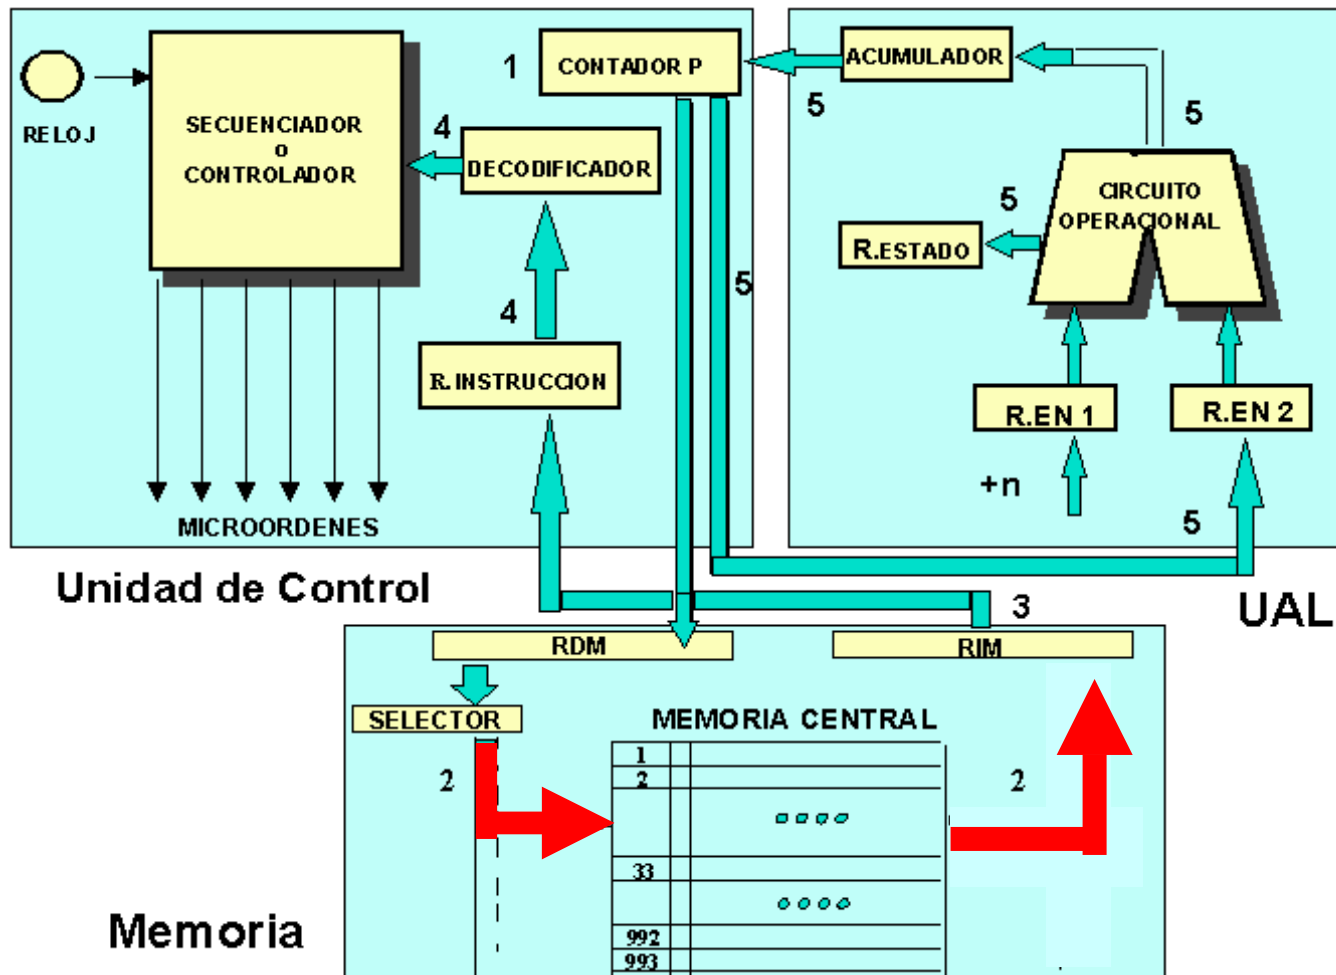 RELOJ
SECUENCIADOR
o
CONTROLADOR
1
CONTADOR P
4
DECODIFICADOR
4
R.INSTRUCCION
5
MICROORDENES
Unidad de Control
ACUMULADOR
5
5
CIRCUITO
OPERACIONAL
5
R.ESTADO
R.EN 1
R.EN 2
+n
5
UAL
3
RDM
RIM
SELECTOR
MEMORIA CENTRAL
2
1
2
33
992
993
2
Memoria